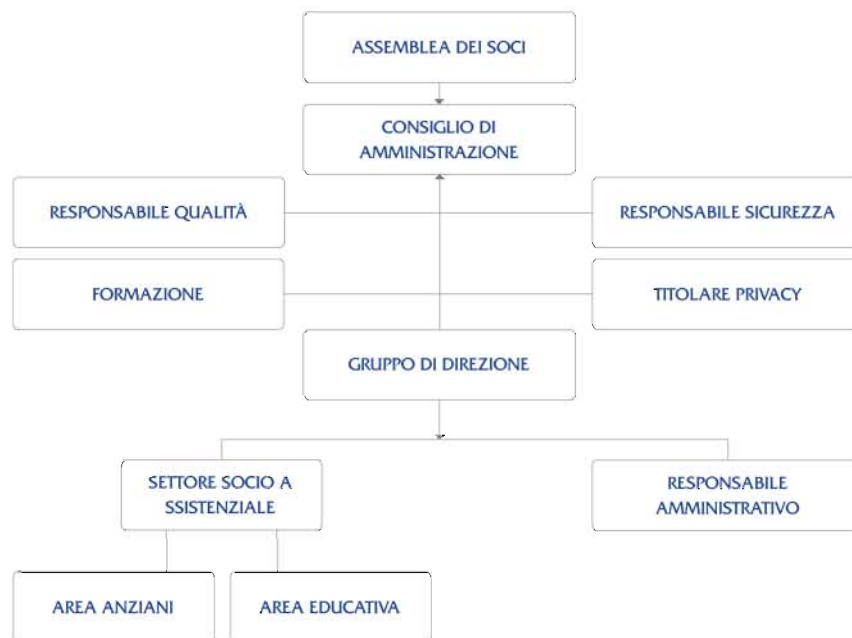 ASSEMBLEA DEI SOCI
CONSIGLIO DI
AMMINISTRAZIONE
RESPONSABILE QUALITÀ
RESPONSABILE SICUREZZA
FORMAZIONE
TITOLARE PRIVACY
GRUPPO DI DIREZIONE
SETTORE SOCIO A
SSISTENZIALE
RESPONSABILE
AMMINISTRATIVO
AREA ANZIANI
AREA EDUCATIVA